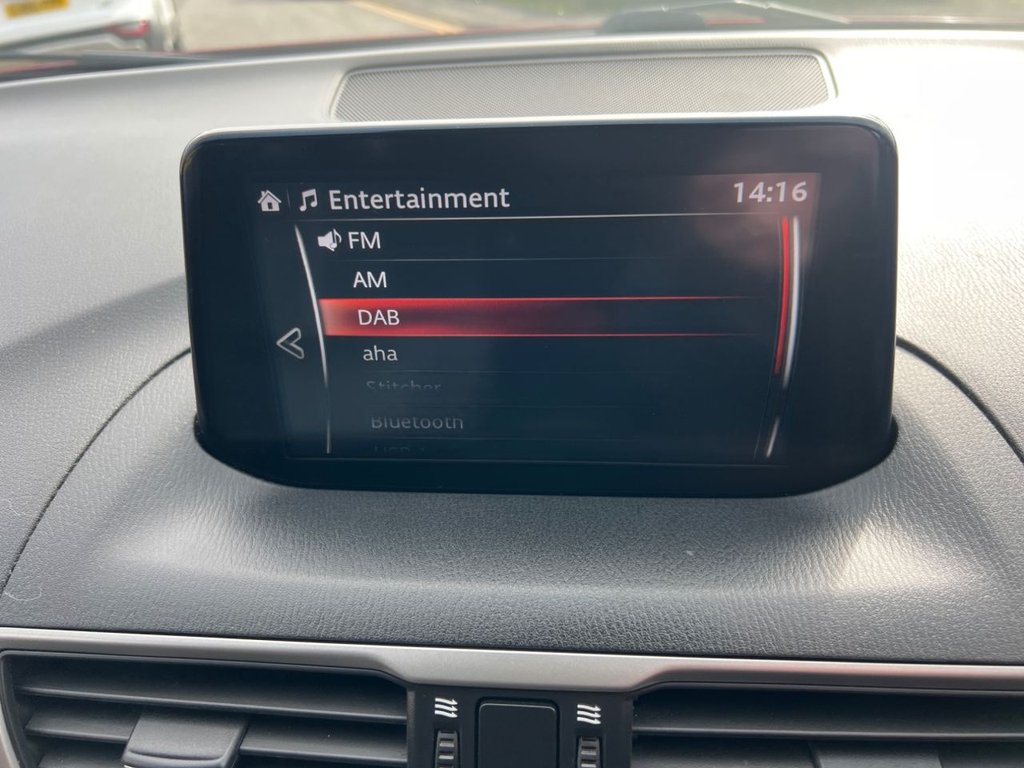 Entertainment 14:16
FM
AM
DAB
aha
Stitcher
Bluetooth